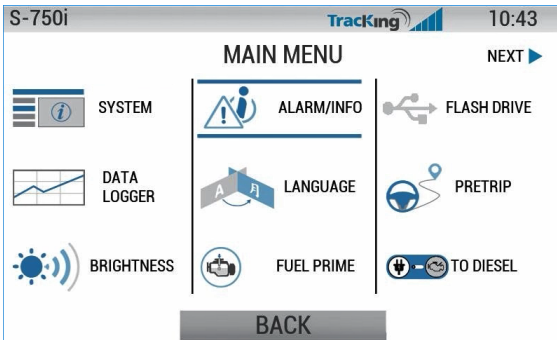 S-750i
TracKing
10:43
MAIN MENU
NEXT
SYSTEM
ALARM/INFO
FLASH DRIVE
DATA
LOGGER
A
LANGUAGE
PRETRIP
BRIGHTNESS
FUEL PRIME
TO DIESEL
BACK